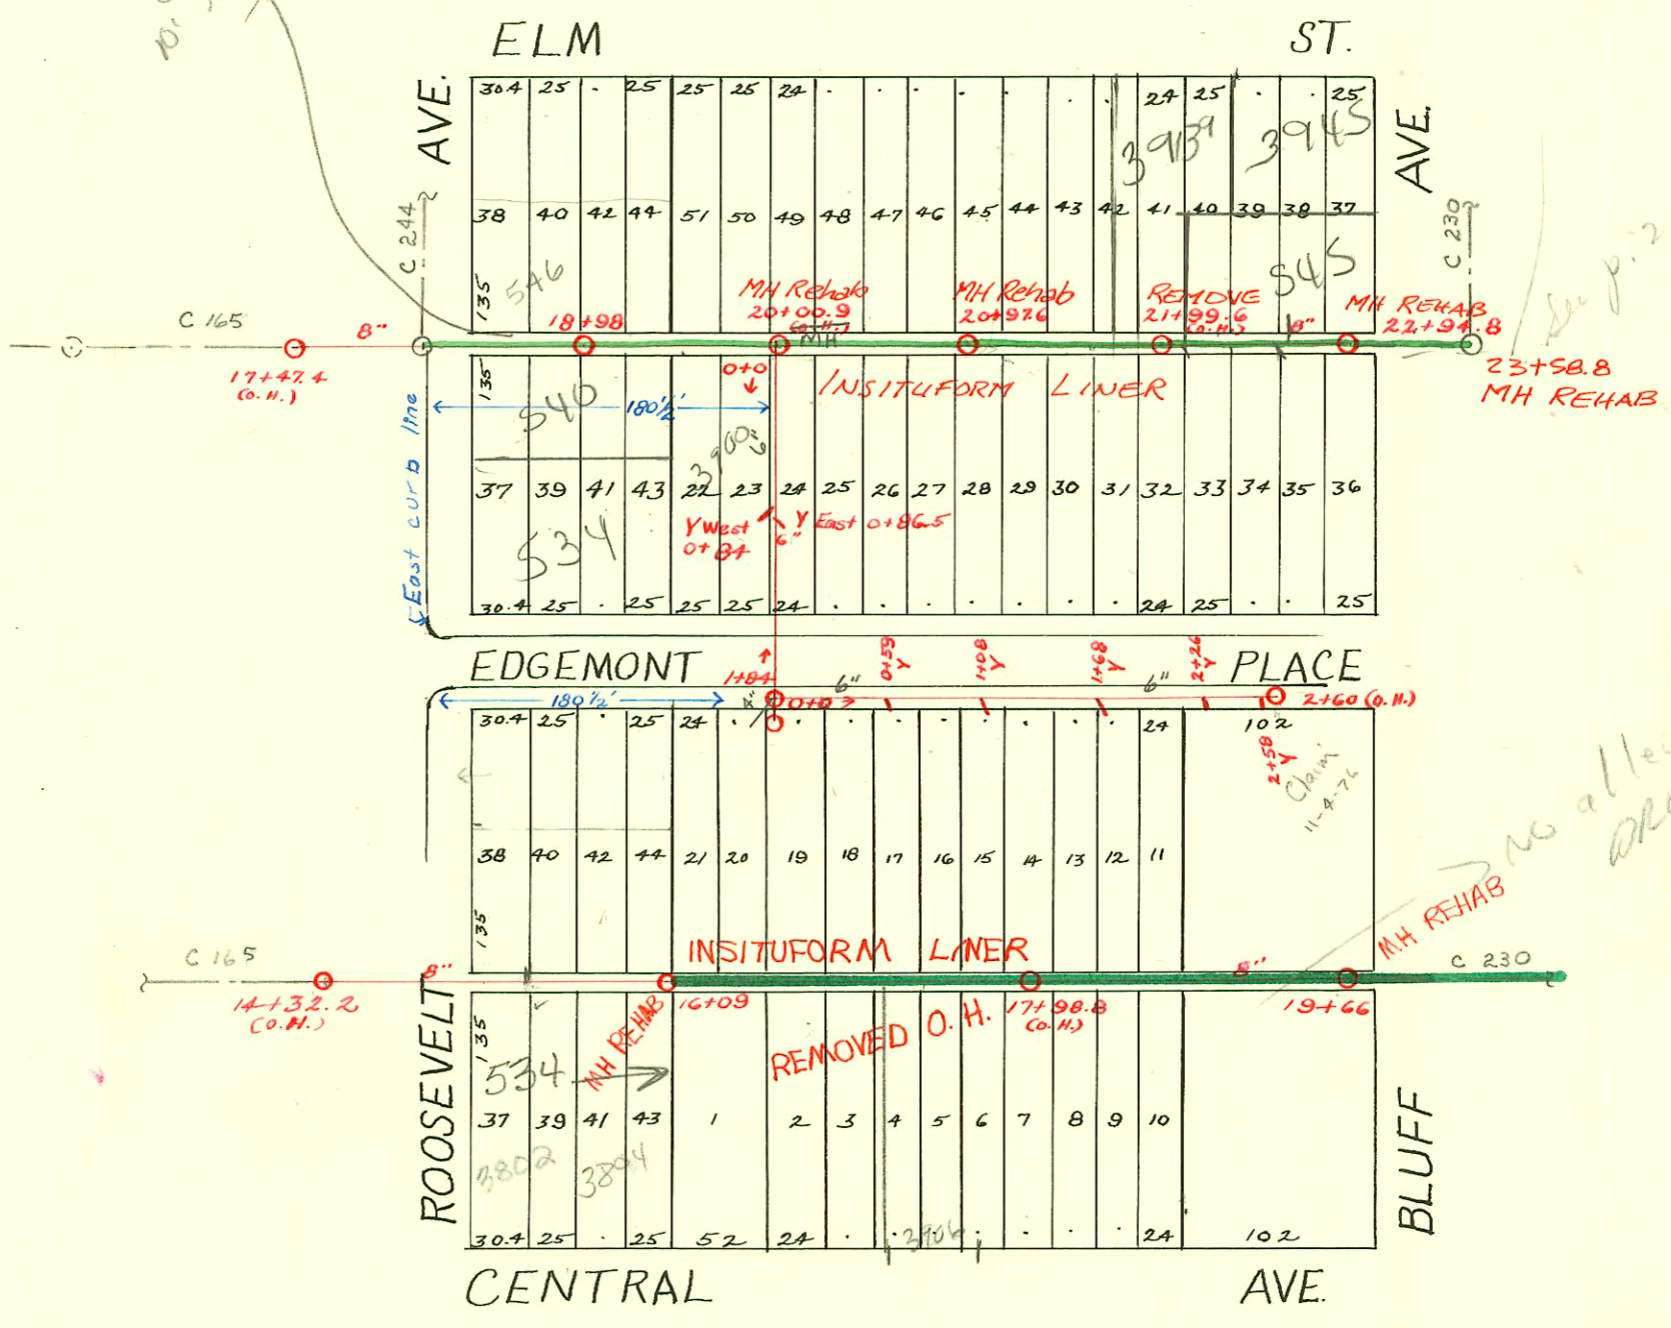 ELM ST.
AVE. AVE.
30.4 25 . 25 25 25 24 . . . . . . 24 25 . . 25
3939 3945
38 40 42 44 51 50 49 48 47 46 45 44 43 42 41 40 39 38 37
C 244 C 230
135 546 545
MH Rehab MH Rehab REMOVE MH REHAB
18+98 20+00.9 20+97.6 21+99.6 22+94.8
(O.H.) (O.H.)
C 165 8" MH 8"
17+47.4
(O.H.)
23+58.8
MH REHAB
See p. 2
135 0+0 INSITUFORM LINER
540 180½'
East curb line
3900 6"
37 39 41 43 22 23 24 25 26 27 28 29 30 31 32 33 34 35 36
Y West Y East 0+86.5
0+84 6"
534
30.4 25 . 25 25 25 24 . . . . . . . 24 25 . . 25
EDGEMONT PLACE
0+59 Y 1+08 Y 1+68 Y 2+26 Y
1+84 6" 6"
180½' 0+0 2+60 (O.H.)
30.4 25 . 25 24 . . . . . . . . 24 102
2+58 Y
Claim
11-4-76
38 40 42 44 21 20 19 18 17 16 15 14 13 12 11
No
135 INSITUFORM LINER MH REHAB
C 165 8" 8" C 230
14+32.2 16+09 17+98.8 19+66
(O.H.) (O.H.)
135 MH REHAB REMOVED O.H.
534
37 39 41 43 1 2 3 4 5 6 7 8 9 10
3802 3804
ROOSEVELT BLUFF
30.4 25 . 25 52 24 . . 3906 . . . . 24 102
CENTRAL AVE.